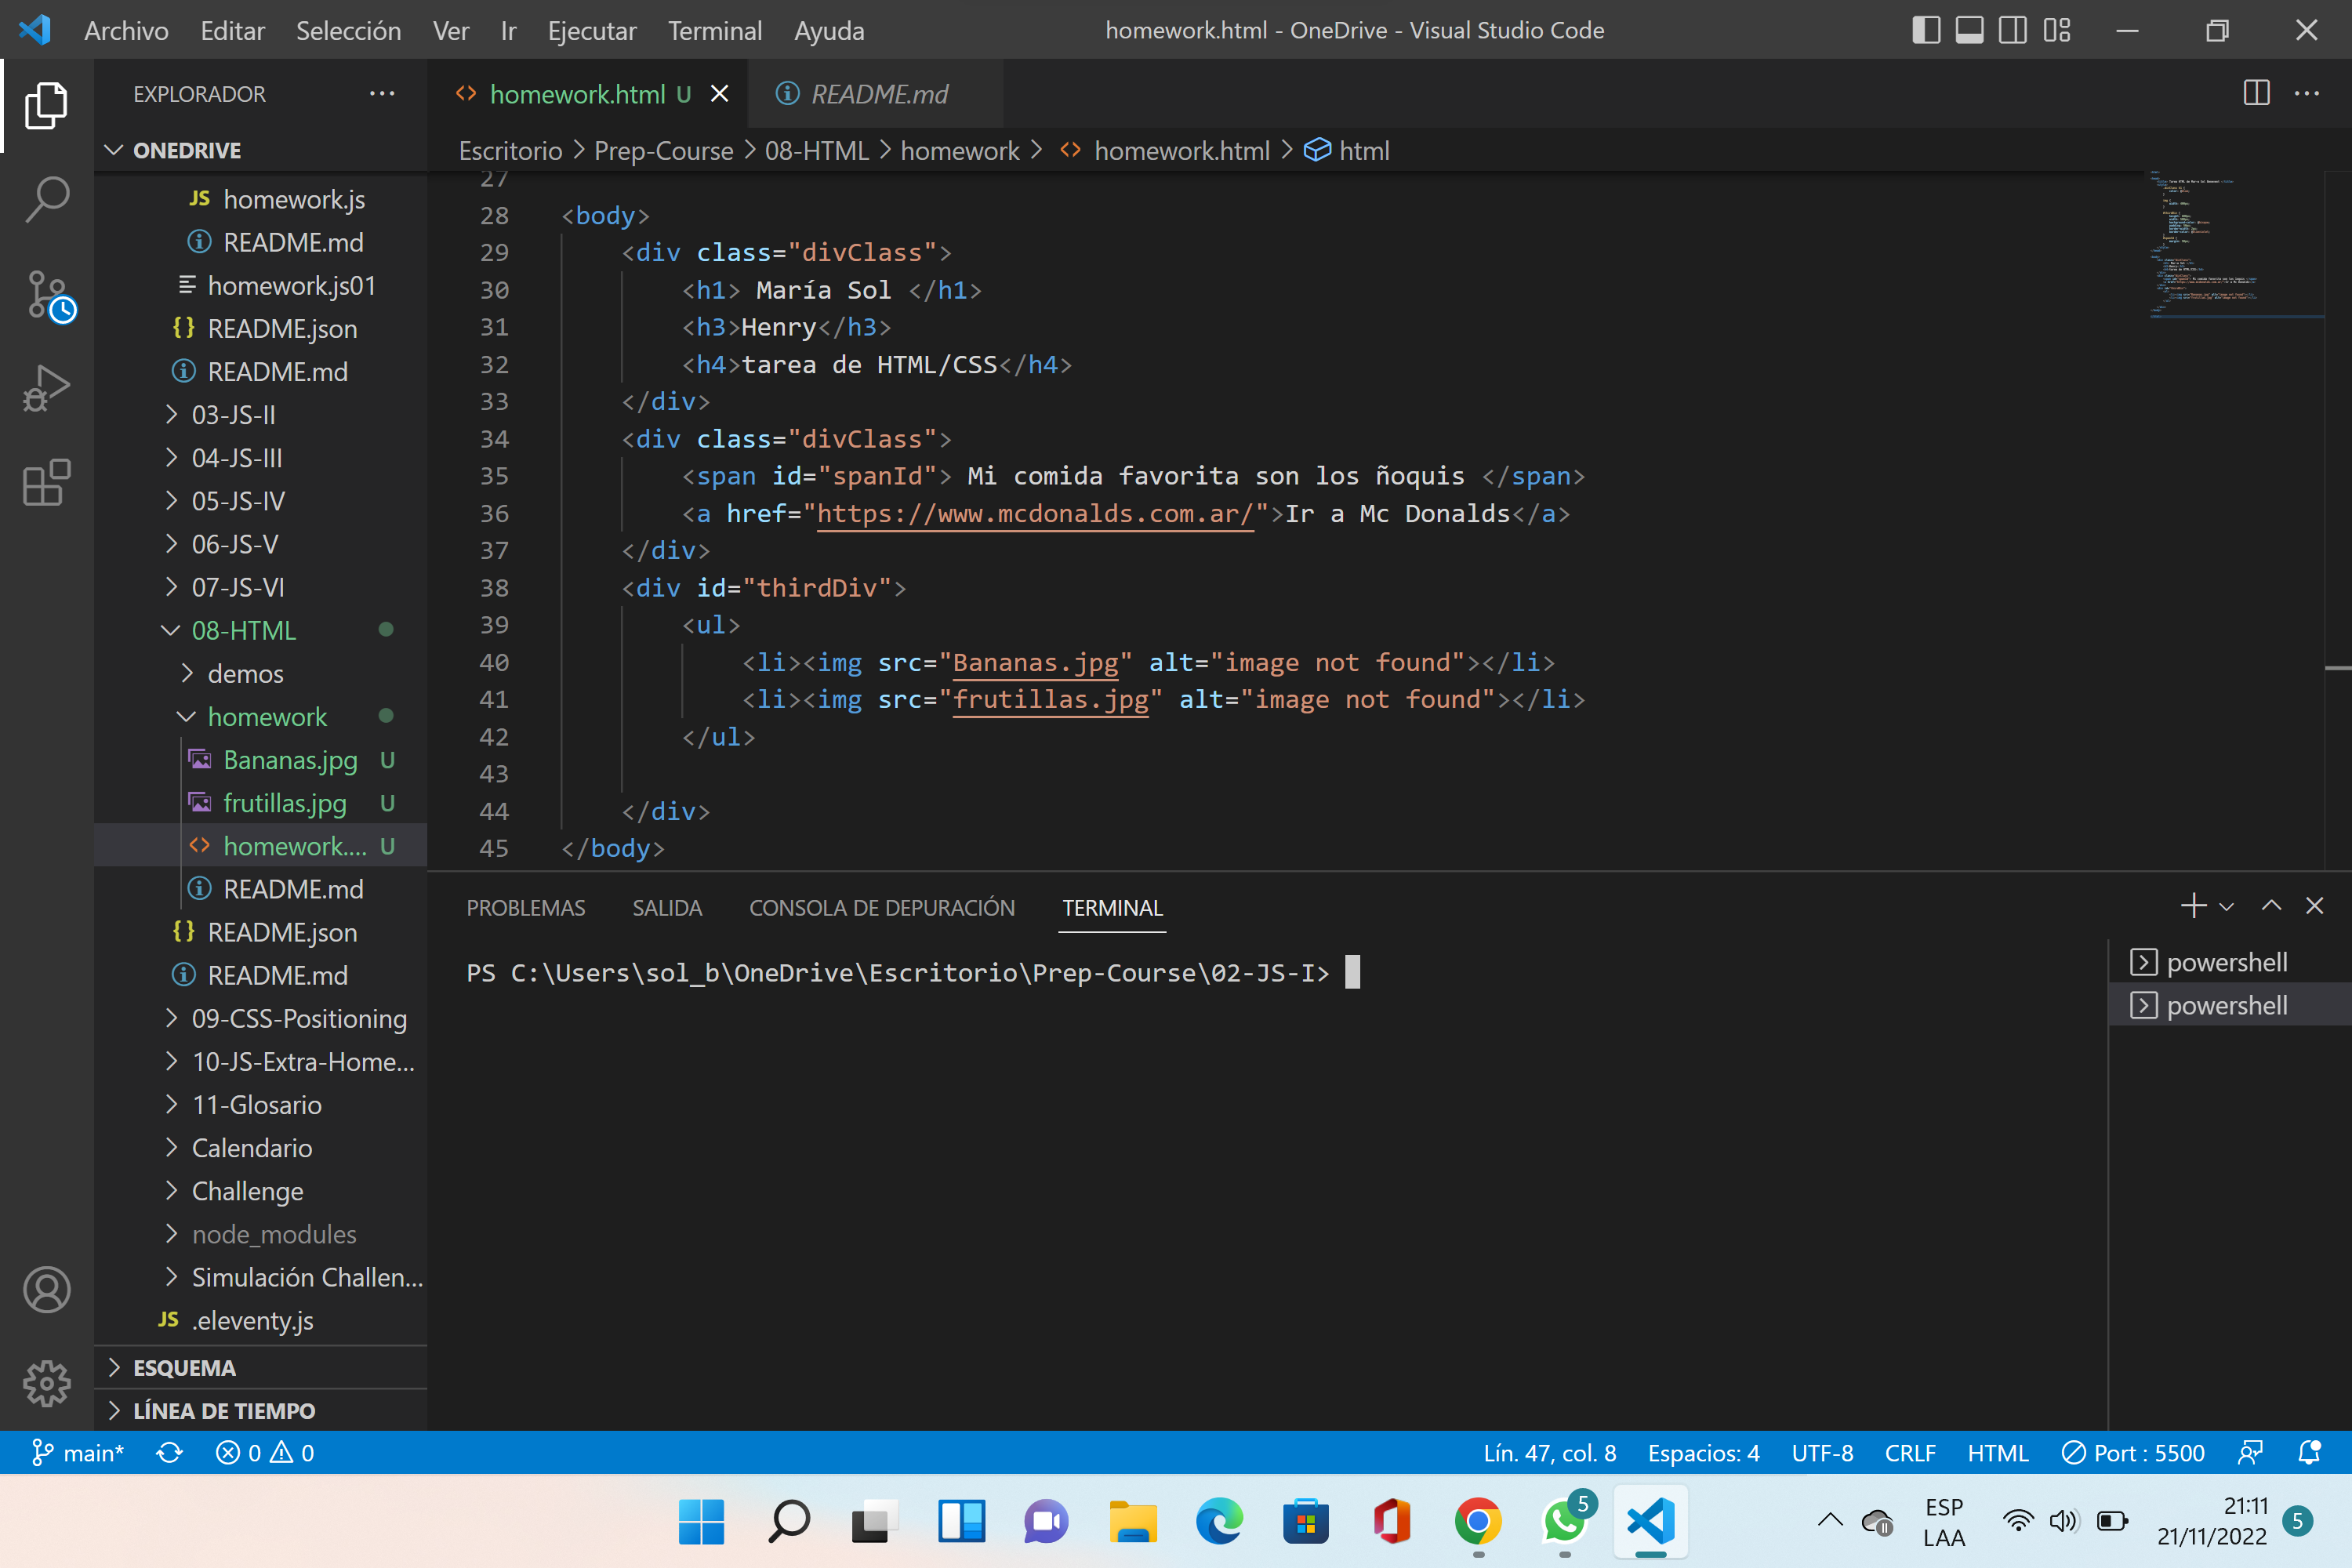 Archivo Editar Selección Ver Ir Ejecutar Terminal Ayuda
homework.html - OneDrive - Visual Studio Code
EXPLORADOR
ONEDRIVE
JS homework.js
README.md
homework.js01
{} README.json
README.md
03-JS-II
04-JS-III
05-JS-IV
06-JS-V
07-JS-VI
08-HTML
demos
homework
Bananas.jpg U
frutillas.jpg U
homework.... U
README.md
{} README.json
README.md
09-CSS-Positioning
10-JS-Extra-Home...
11-Glosario
Calendario
Challenge
node_modules
Simulación Challen...
JS .eleventy.js
ESQUEMA
LÍNEA DE TIEMPO
homework.html U
README.md
Escritorio > Prep-Course > 08-HTML > homework > homework.html > html
27
28 <body>
29 <div class="divClass">
30 <h1> María Sol </h1>
31 <h3>Henry</h3>
32 <h4>tarea de HTML/CSS</h4>
33 </div>
34 <div class="divClass">
35 <span id="spanId"> Mi comida favorita son los ñoquis </span>
36 <a href="https://www.mcdonalds.com.ar/">Ir a Mc Donalds</a>
37 </div>
38 <div id="thirdDiv">
39 <ul>
40 <li><img src="Bananas.jpg" alt="image not found"></li>
41 <li><img src="frutillas.jpg" alt="image not found"></li>
42 </ul>
43
44 </div>
45 </body>
PROBLEMAS SALIDA CONSOLA DE DEPURACIÓN TERMINAL
PS C:\Users\sol_b\OneDrive\Escritorio\Prep-Course\02-JS-I>
powershell
powershell
main* 0 0
Lín. 47, col. 8 Espacios: 4 UTF-8 CRLF HTML Port : 5500
5
ESP
LAA
21:11
21/11/2022
5